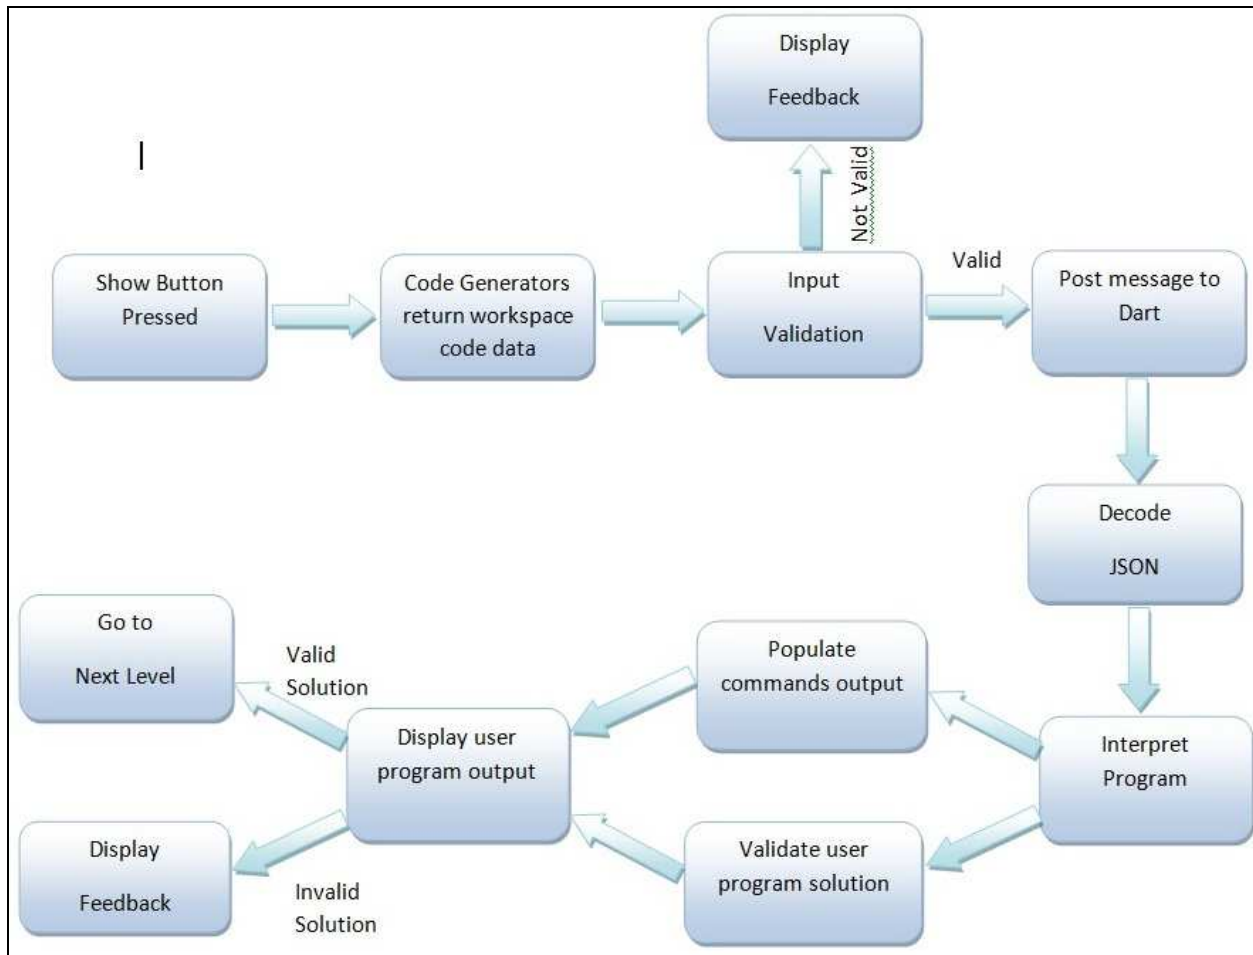 Display
Feedback
Not Valid
Show Button
Pressed
Code Generators
return workspace
code data
Input
Validation
Valid
Post message to
Dart
Decode
JSON
Go to
Next Level
Valid
Solution
Populate
commands output
Display user
program output
Interpret
Program
Display
Feedback
Invalid
Solution
Validate user
program solution